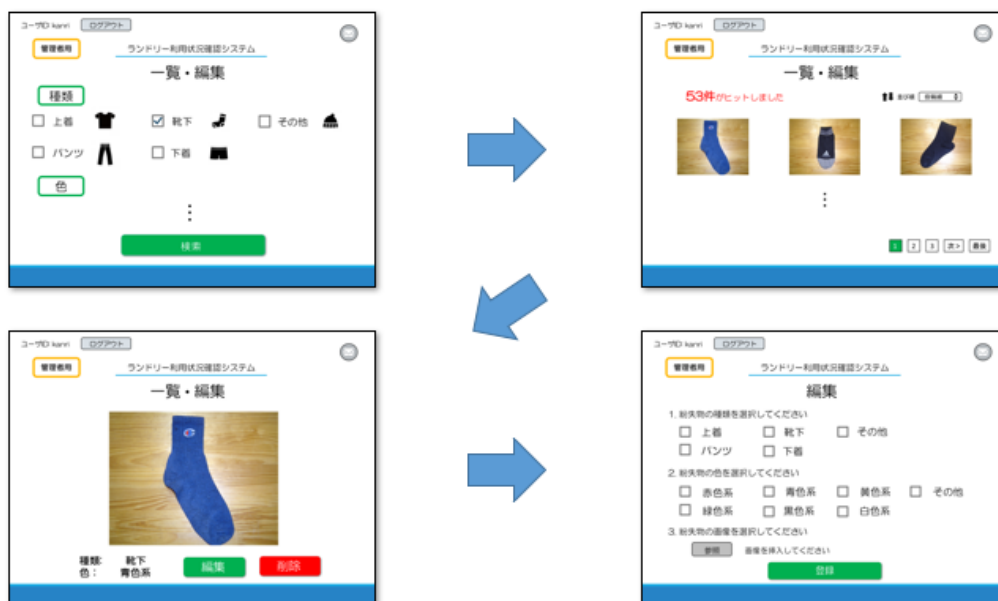 ユーザID: kanri ログアウト
管理者用
ランドリー利用状況確認システム
一覧・編集
種類
上着 靴下 その他
パンツ 下着
色
検索
ユーザID: kanri ログアウト
管理者用
ランドリー利用状況確認システム
一覧・編集
53件がヒットしました
並び順
1 2 3 次> 最後
ユーザID: kanri ログアウト
管理者用
ランドリー利用状況確認システム
一覧・編集
種類: 靴下
色: 青色系
編集 削除
ユーザID: kanri ログアウト
管理者用
ランドリー利用状況確認システム
編集
1. 紛失物の種類を選択してください
上着 靴下 その他
パンツ 下着
2. 紛失物の色を選択してください
赤色系 青色系 黄色系 その他
緑色系 黒色系 白色系
3. 紛失物の画像を選択してください
参照 画像を挿入してください
登録